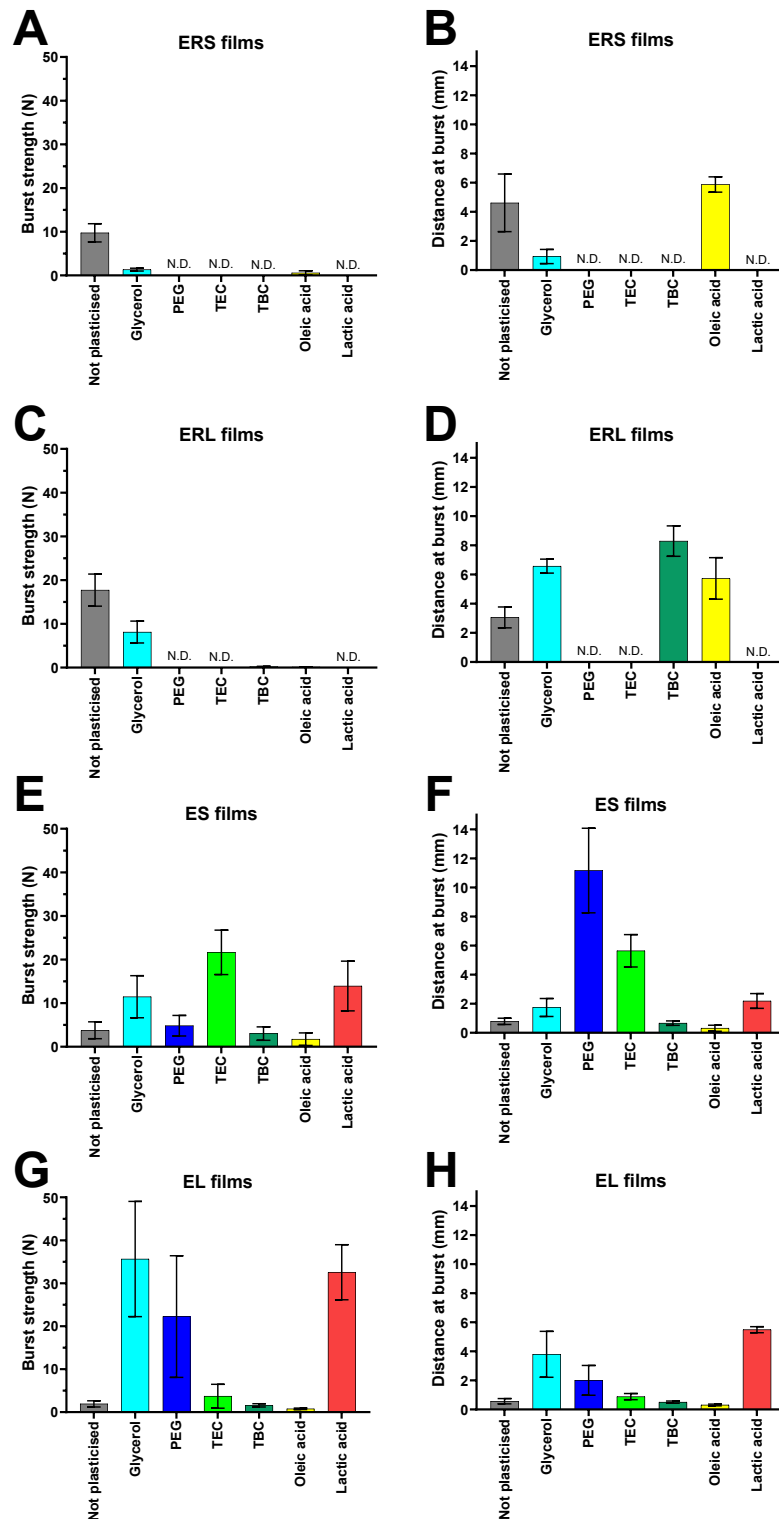 A
ERS films
Burst strength (N)
50
40
30
20
10
0
N.D.
N.D.
N.D.
N.D.
Not plasticised
Glycerol
PEG
TEC
TBC
Oleic acid
Lactic acid
B
ERS films
Distance at burst (mm)
14
12
10
8
6
4
2
0
N.D.
N.D.
N.D.
N.D.
Not plasticised
Glycerol
PEG
TEC
TBC
Oleic acid
Lactic acid
C
ERL films
Burst strength (N)
50
40
30
20
10
0
N.D.
N.D.
N.D.
Not plasticised
Glycerol
PEG
TEC
TBC
Oleic acid
Lactic acid
D
ERL films
Distance at burst (mm)
14
12
10
8
6
4
2
0
N.D.
N.D.
N.D.
Not plasticised
Glycerol
PEG
TEC
TBC
Oleic acid
Lactic acid
E
ES films
Burst strength (N)
50
40
30
20
10
0
Not plasticised
Glycerol
PEG
TEC
TBC
Oleic acid
Lactic acid
F
ES films
Distance at burst (mm)
14
12
10
8
6
4
2
0
Not plasticised
Glycerol
PEG
TEC
TBC
Oleic acid
Lactic acid
G
EL films
Burst strength (N)
50
40
30
20
10
0
Not plasticised
Glycerol
PEG
TEC
TBC
Oleic acid
Lactic acid
H
EL films
Distance at burst (mm)
14
12
10
8
6
4
2
0
Not plasticised
Glycerol
PEG
TEC
TBC
Oleic acid
Lactic acid